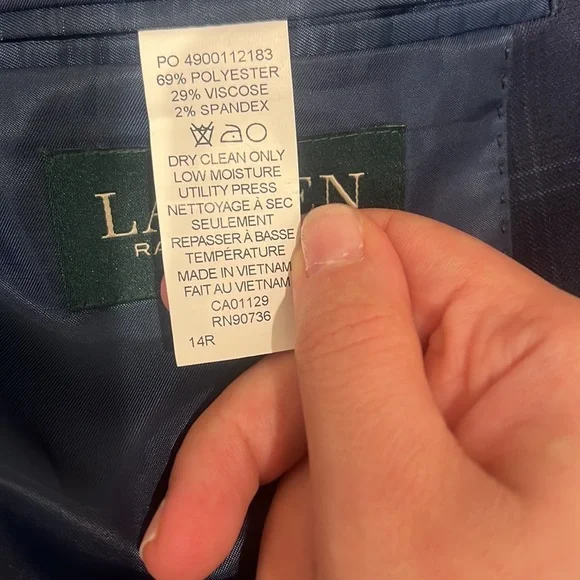 PO 4900112183
69% POLYESTER
29% VISCOSE
2% SPANDEX
DRY CLEAN ONLY
LOW MOISTURE
UTILITY PRESS
NETTOYAGE À SEC
SEULEMENT
REPASSER À BASSE
TEMPÉRATURE
MADE IN VIETNAM
FAIT AU VIETNAM
CA01129
RN90736
14R